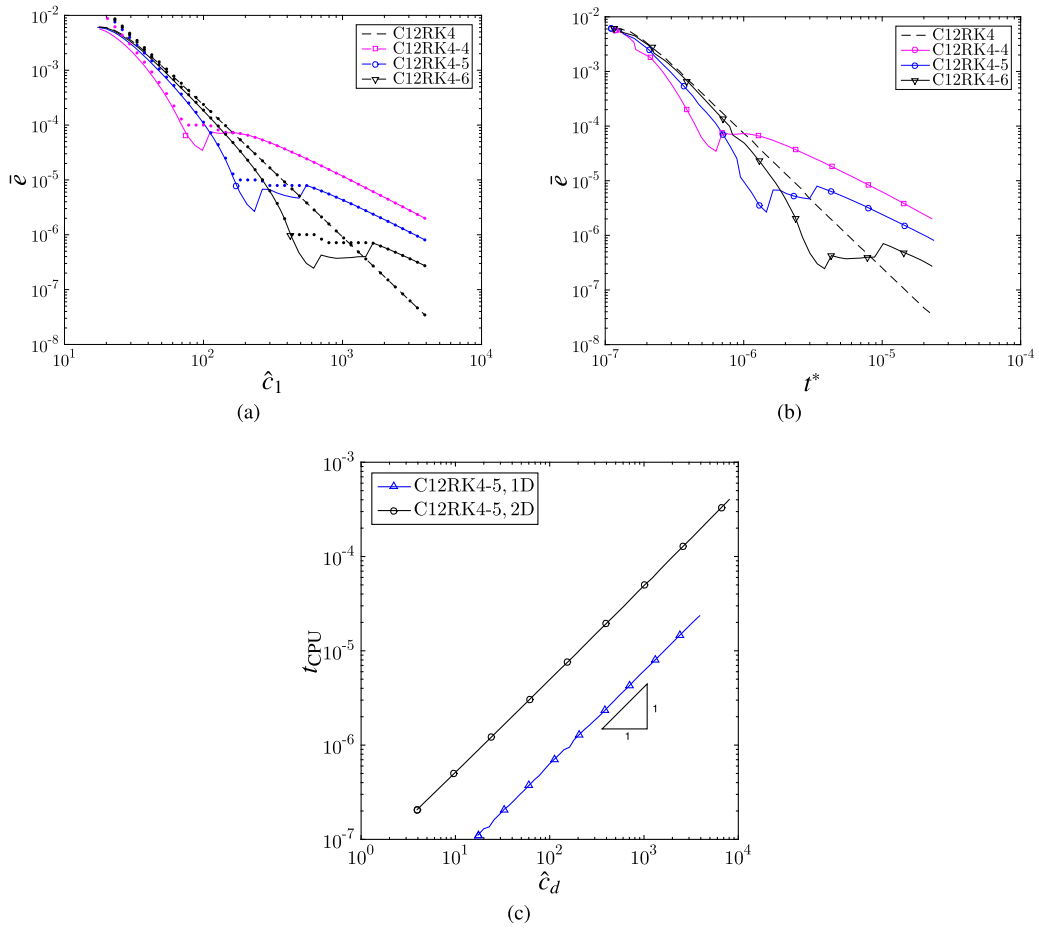 10^-2
10^-3
10^-4
10^-5
10^-6
10^-7
10^-8
ē
C12RK4
C12RK4-4
C12RK4-5
C12RK4-6
10^1
10^2
10^3
10^4
ĉ_1
(a)
10^-2
10^-3
10^-4
10^-5
10^-6
10^-7
10^-8
ē
C12RK4
C12RK4-4
C12RK4-5
C12RK4-6
10^-7
10^-6
10^-5
10^-4
t*
(b)
10^-3
10^-4
10^-5
10^-6
10^-7
t_CPU
C12RK4-5, 1D
C12RK4-5, 2D
1
1
10^0
10^1
10^2
10^3
10^4
ĉ_d
(c)